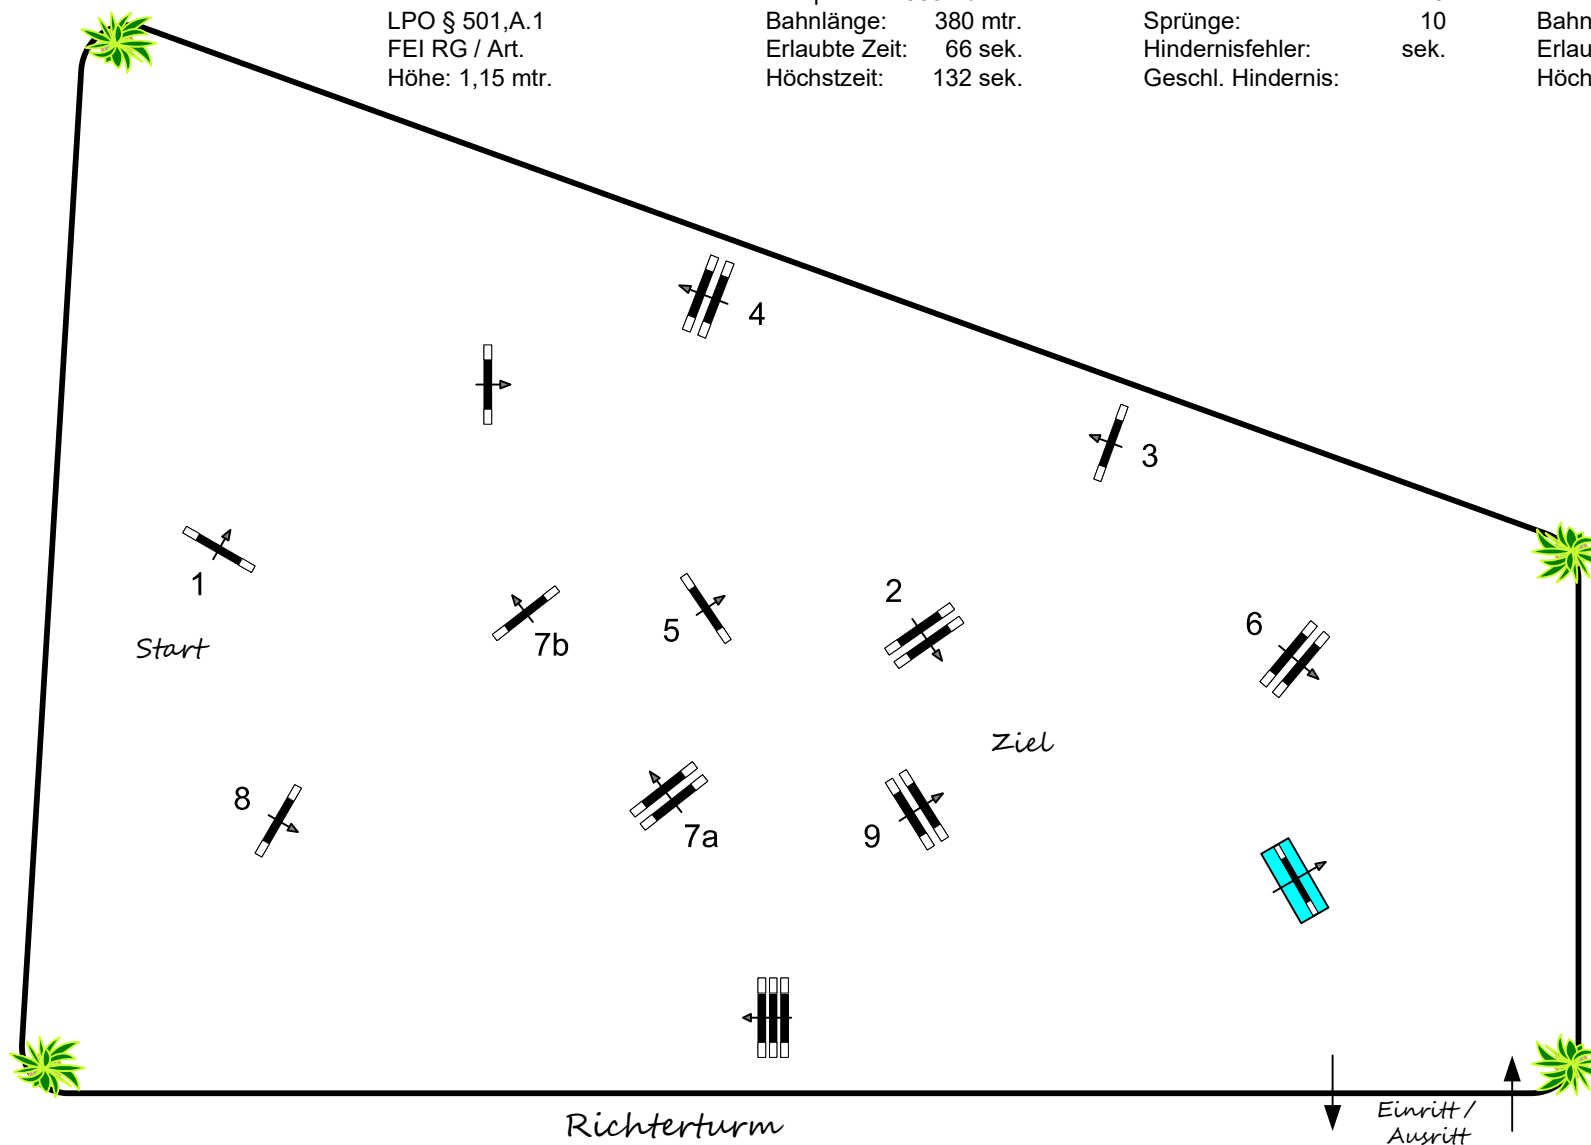 LPO § 501,A.1
Bahnlänge: 380 mtr.
Sprünge: 10
FEI RG / Art.
Erlaubte Zeit: 66 sek.
Hindernisfehler: sek.
Höhe: 1,15 mtr.
Höchstzeit: 132 sek.
Geschl. Hindernis:
4
3
1
2
5
6
7b
Start
Ziel
8
7a
9
Richterturm
Einritt /
Ausritt